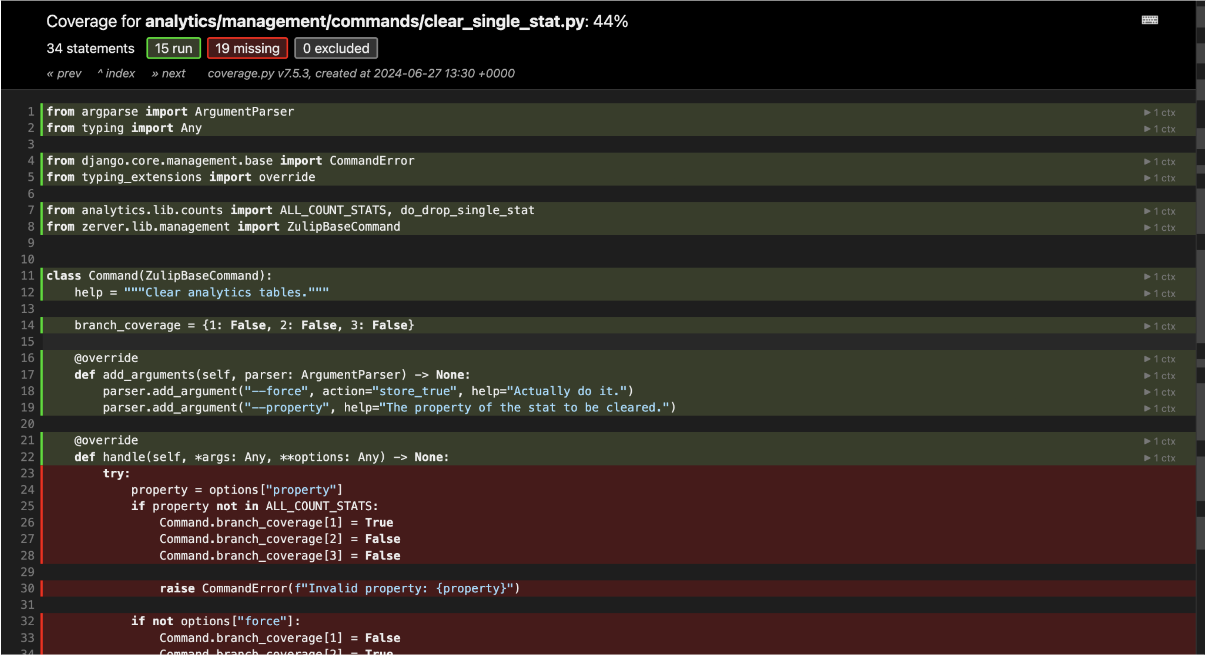 Coverage for analytics/management/commands/clear_single_stat.py: 44%
34 statements 15 run 19 missing 0 excluded
« prev ^ index » next coverage.py v7.5.3, created at 2024-06-27 13:30 +0000
1 from argparse import ArgumentParser ▶ 1 ctx
2 from typing import Any ▶ 1 ctx
3
4 from django.core.management.base import CommandError ▶ 1 ctx
5 from typing_extensions import override ▶ 1 ctx
6
7 from analytics.lib.counts import ALL_COUNT_STATS, do_drop_single_stat ▶ 1 ctx
8 from zerver.lib.management import ZulipBaseCommand ▶ 1 ctx
9
10
11 class Command(ZulipBaseCommand): ▶ 1 ctx
12 help = """Clear analytics tables.""" ▶ 1 ctx
13
14 branch_coverage = {1: False, 2: False, 3: False} ▶ 1 ctx
15
16 @override ▶ 1 ctx
17 def add_arguments(self, parser: ArgumentParser) -> None: ▶ 1 ctx
18 parser.add_argument("--force", action="store_true", help="Actually do it.") ▶ 1 ctx
19 parser.add_argument("--property", help="The property of the stat to be cleared.") ▶ 1 ctx
20
21 @override ▶ 1 ctx
22 def handle(self, *args: Any, **options: Any) -> None: ▶ 1 ctx
23 try:
24 property = options["property"]
25 if property not in ALL_COUNT_STATS:
26 Command.branch_coverage[1] = True
27 Command.branch_coverage[2] = False
28 Command.branch_coverage[3] = False
29
30 raise CommandError(f"Invalid property: {property}")
31
32 if not options["force"]:
33 Command.branch_coverage[1] = False
34 Command.branch_coverage[2] = True